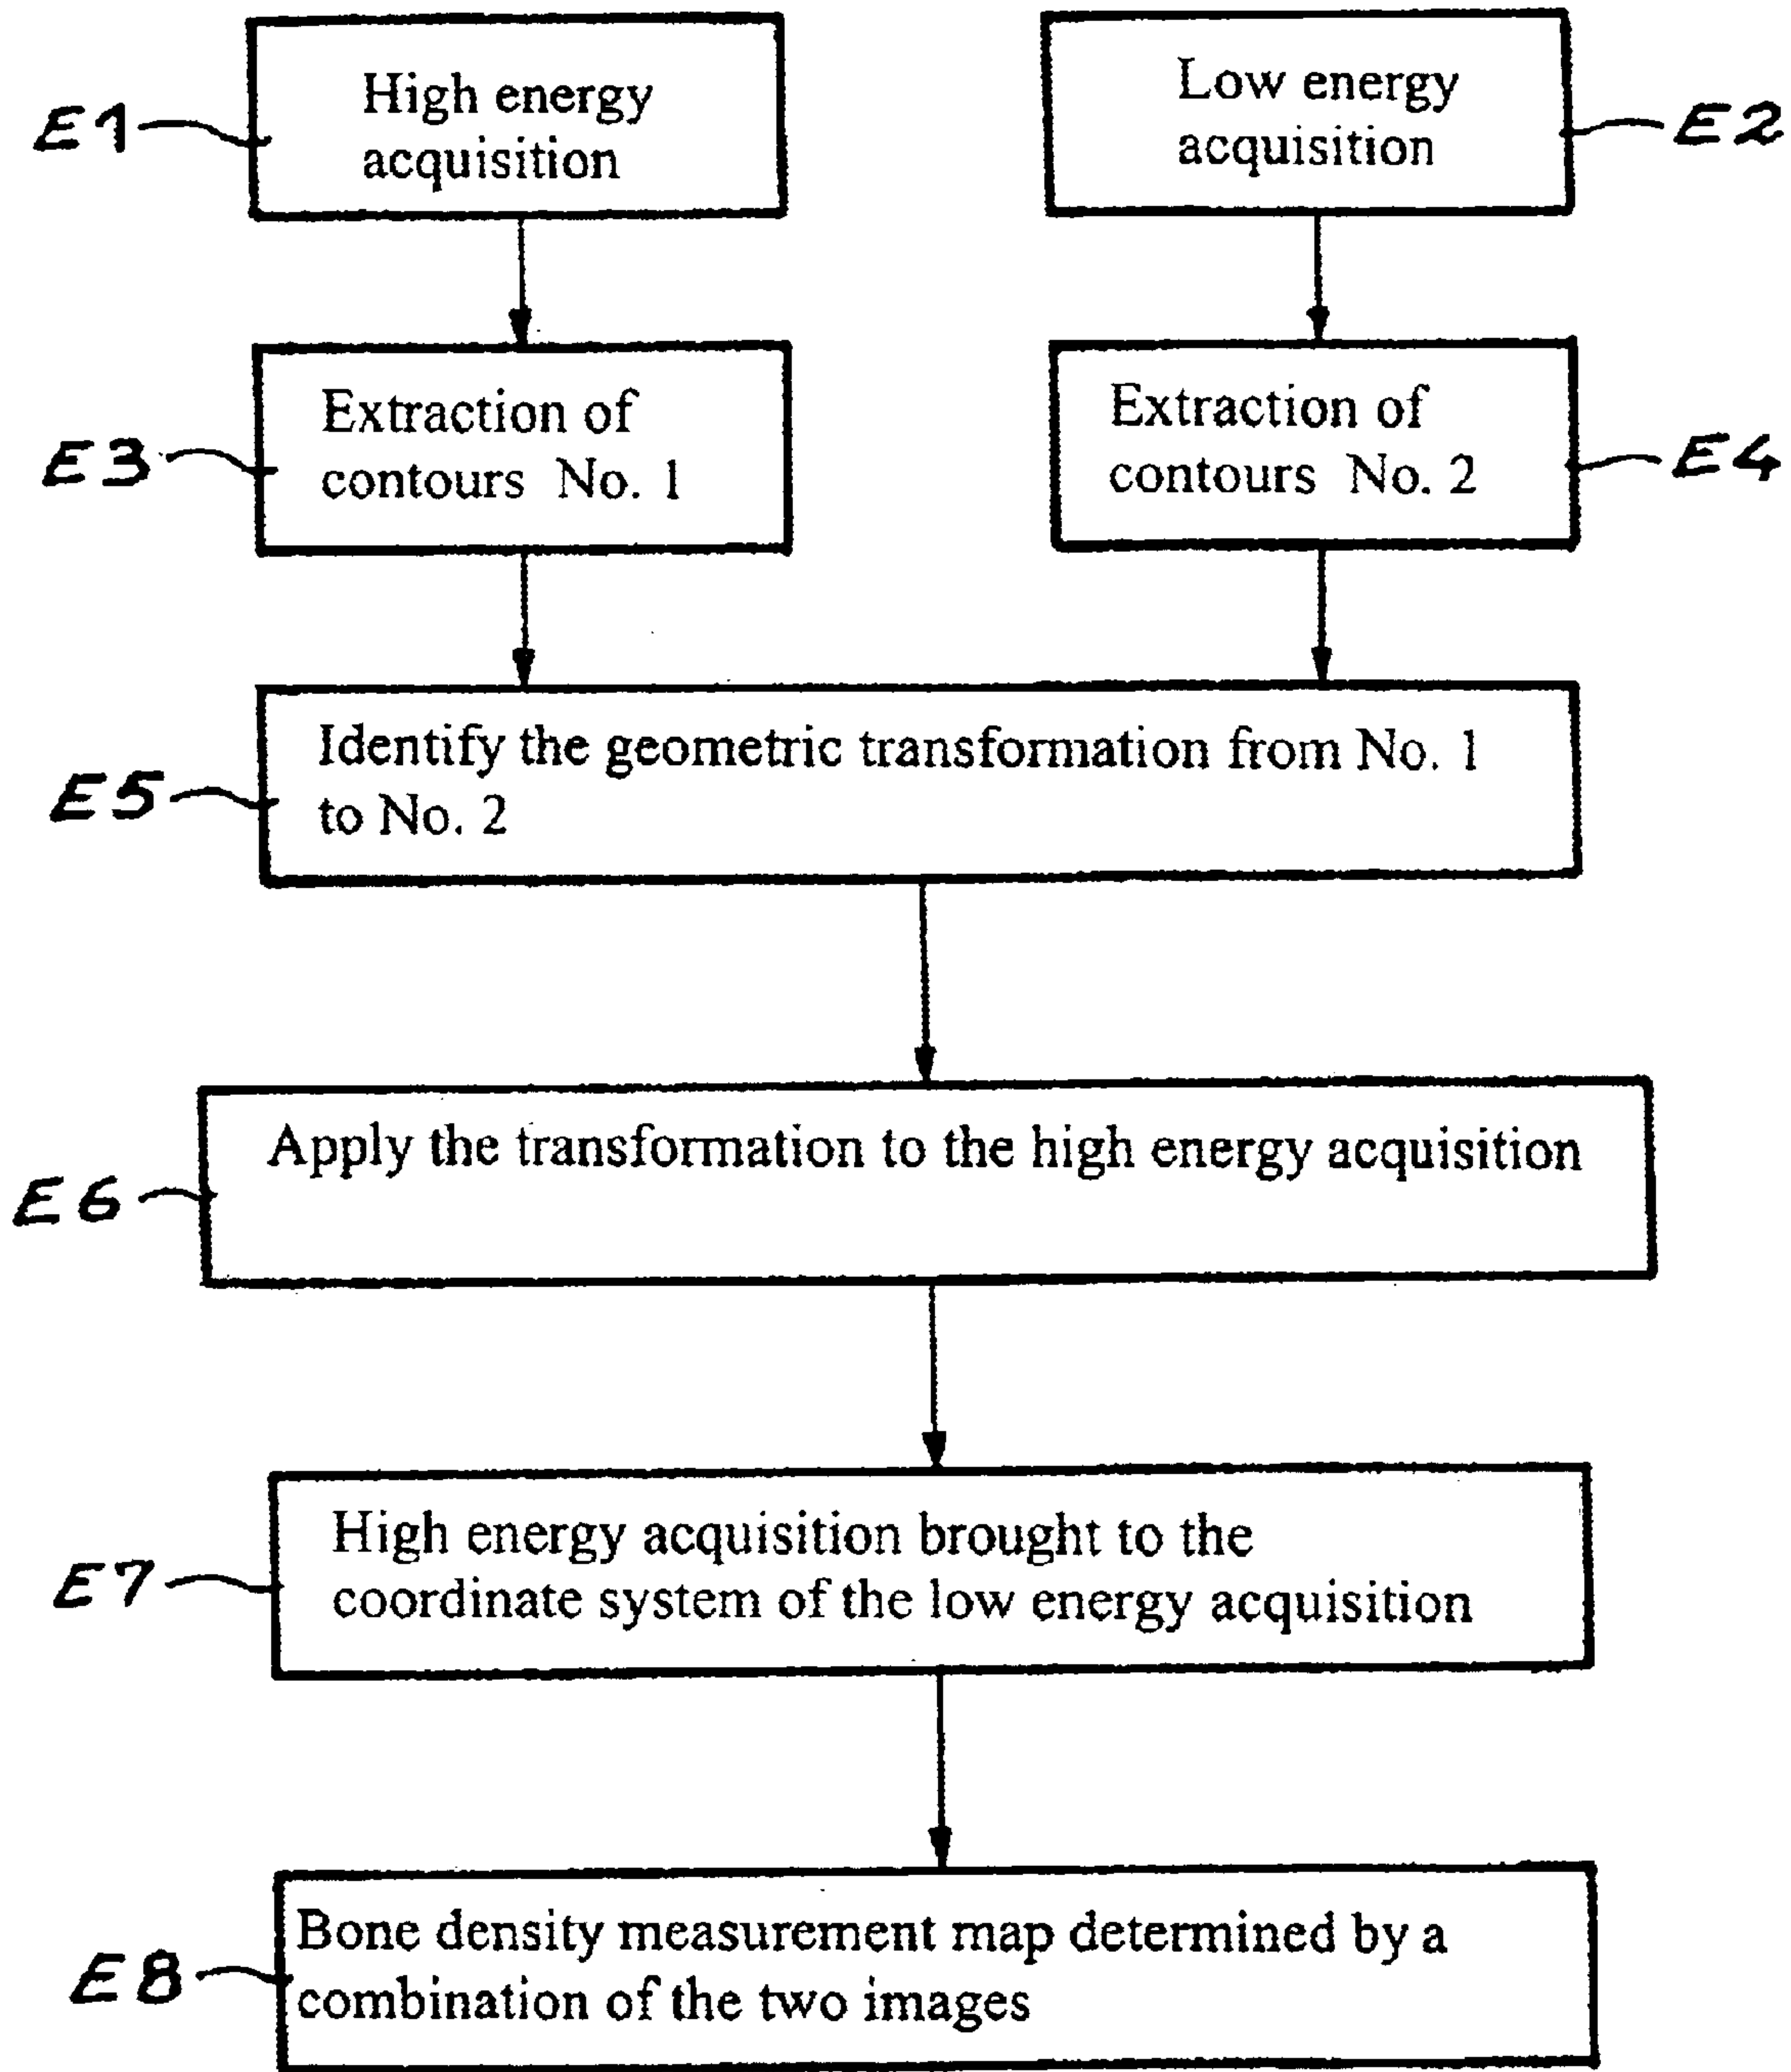 E1
High energy
acquisition
Low energy
acquisition
E2
E3
Extraction of
contours No. 1
Extraction of
contours No. 2
E4
E5
Identify the geometric transformation from No. 1
to No. 2
E6
Apply the transformation to the high energy acquisition
E7
High energy acquisition brought to the
coordinate system of the low energy acquisition
E8
Bone density measurement map determined by a
combination of the two images